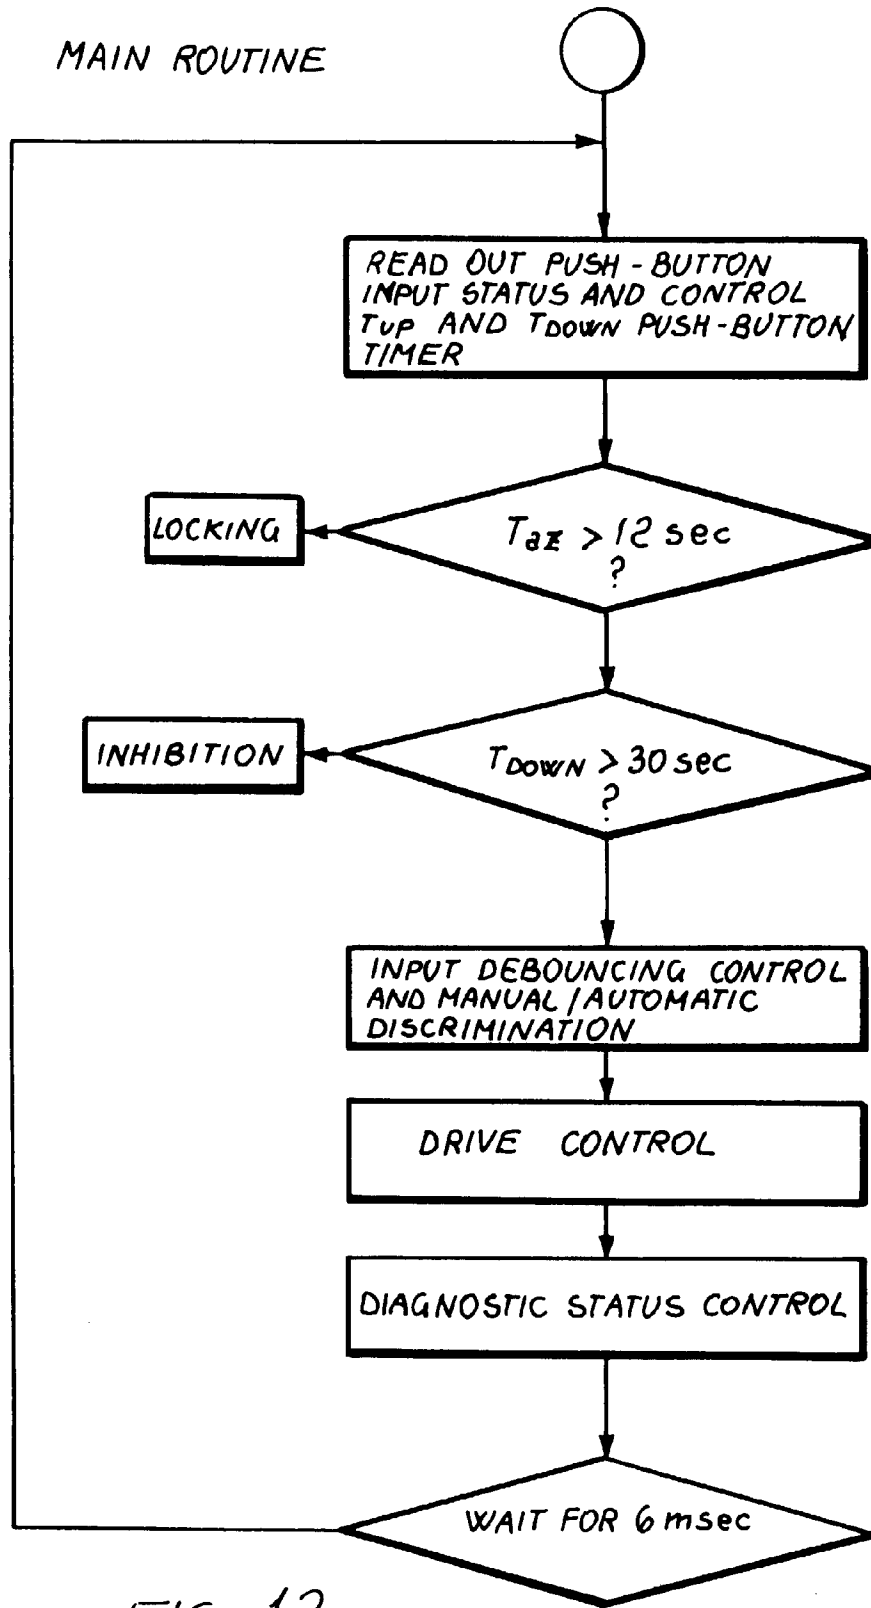 MAIN ROUTINE
READ OUT PUSH-BUTTON
INPUT STATUS AND CONTROL
TUP AND TDOWN PUSH-BUTTON
TIMER
LOCKING
Taz > 12 sec
?
INHIBITION
TDOWN > 30 sec
?
INPUT DEBOUNCING CONTROL
AND MANUAL/AUTOMATIC
DISCRIMINATION
DRIVE CONTROL
DIAGNOSTIC STATUS CONTROL
WAIT FOR 6 msec